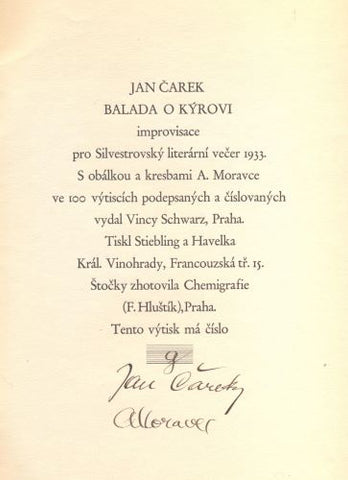 JAN ČAREK
BALADA O KÝROVI
improvisace
pro Silvestrovský literární večer 1933.
S obálkou a kresbami A. Moravce
ve 100 výtiscích podepsaných a číslovaných
vydal Vincy Schwarz, Praha.
Tiskl Stiebling a Havelka
Král. Vinohrady, Francouzská tř. 15.
Štočky zhotovila Chemigrafie
(F. Hluštík), Praha.
Tento výtisk má číslo
9
Jan Čarek
AMoravec